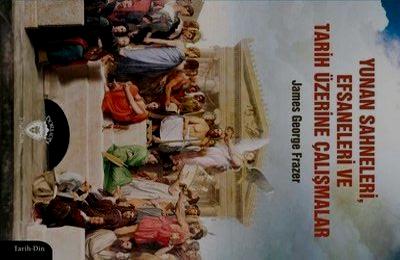 YUNAN SAHNELERİ,
EFSANELERİ VE
TARİH ÜZERİNE ÇALIŞMALAR
James George Frazer
Tarih-Din